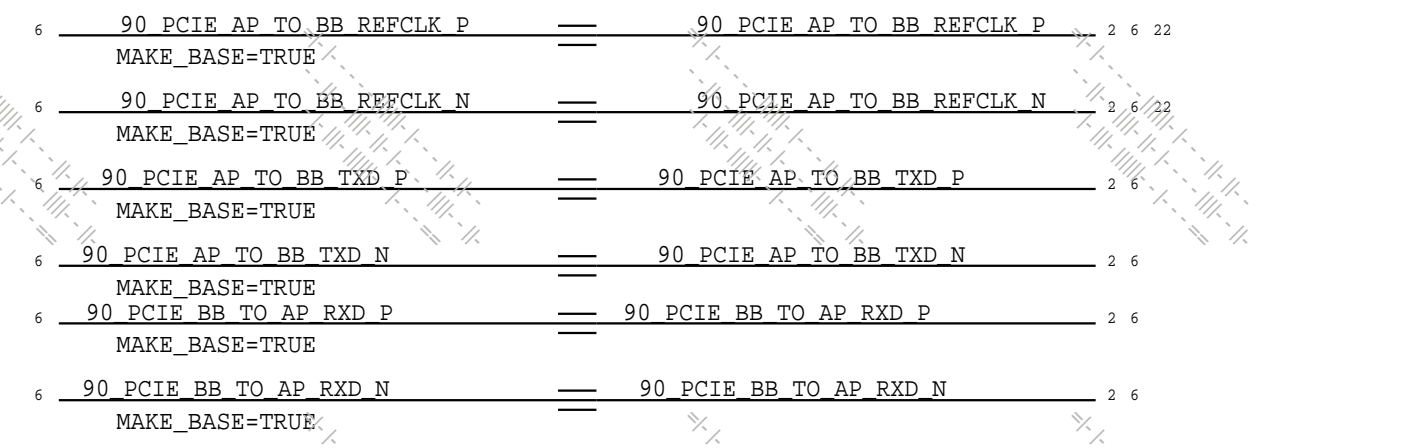 6 90_PCIE_AP_TO_BB_REFCLK_P 90_PCIE_AP_TO_BB_REFCLK_P 2 6 22
MAKE_BASE=TRUE
6 90_PCIE_AP_TO_BB_REFCLK_N 90_PCIE_AP_TO_BB_REFCLK_N 2 6 22
MAKE_BASE=TRUE
6 90_PCIE_AP_TO_BB_TXD_P 90_PCIE_AP_TO_BB_TXD_P 2 6
MAKE_BASE=TRUE
6 90_PCIE_AP_TO_BB_TXD_N 90_PCIE_AP_TO_BB_TXD_N 2 6
MAKE_BASE=TRUE
6 90_PCIE_BB_TO_AP_RXD_P 90_PCIE_BB_TO_AP_RXD_P 2 6
MAKE_BASE=TRUE
6 90_PCIE_BB_TO_AP_RXD_N 90_PCIE_BB_TO_AP_RXD_N 2 6
MAKE_BASE=TRUE